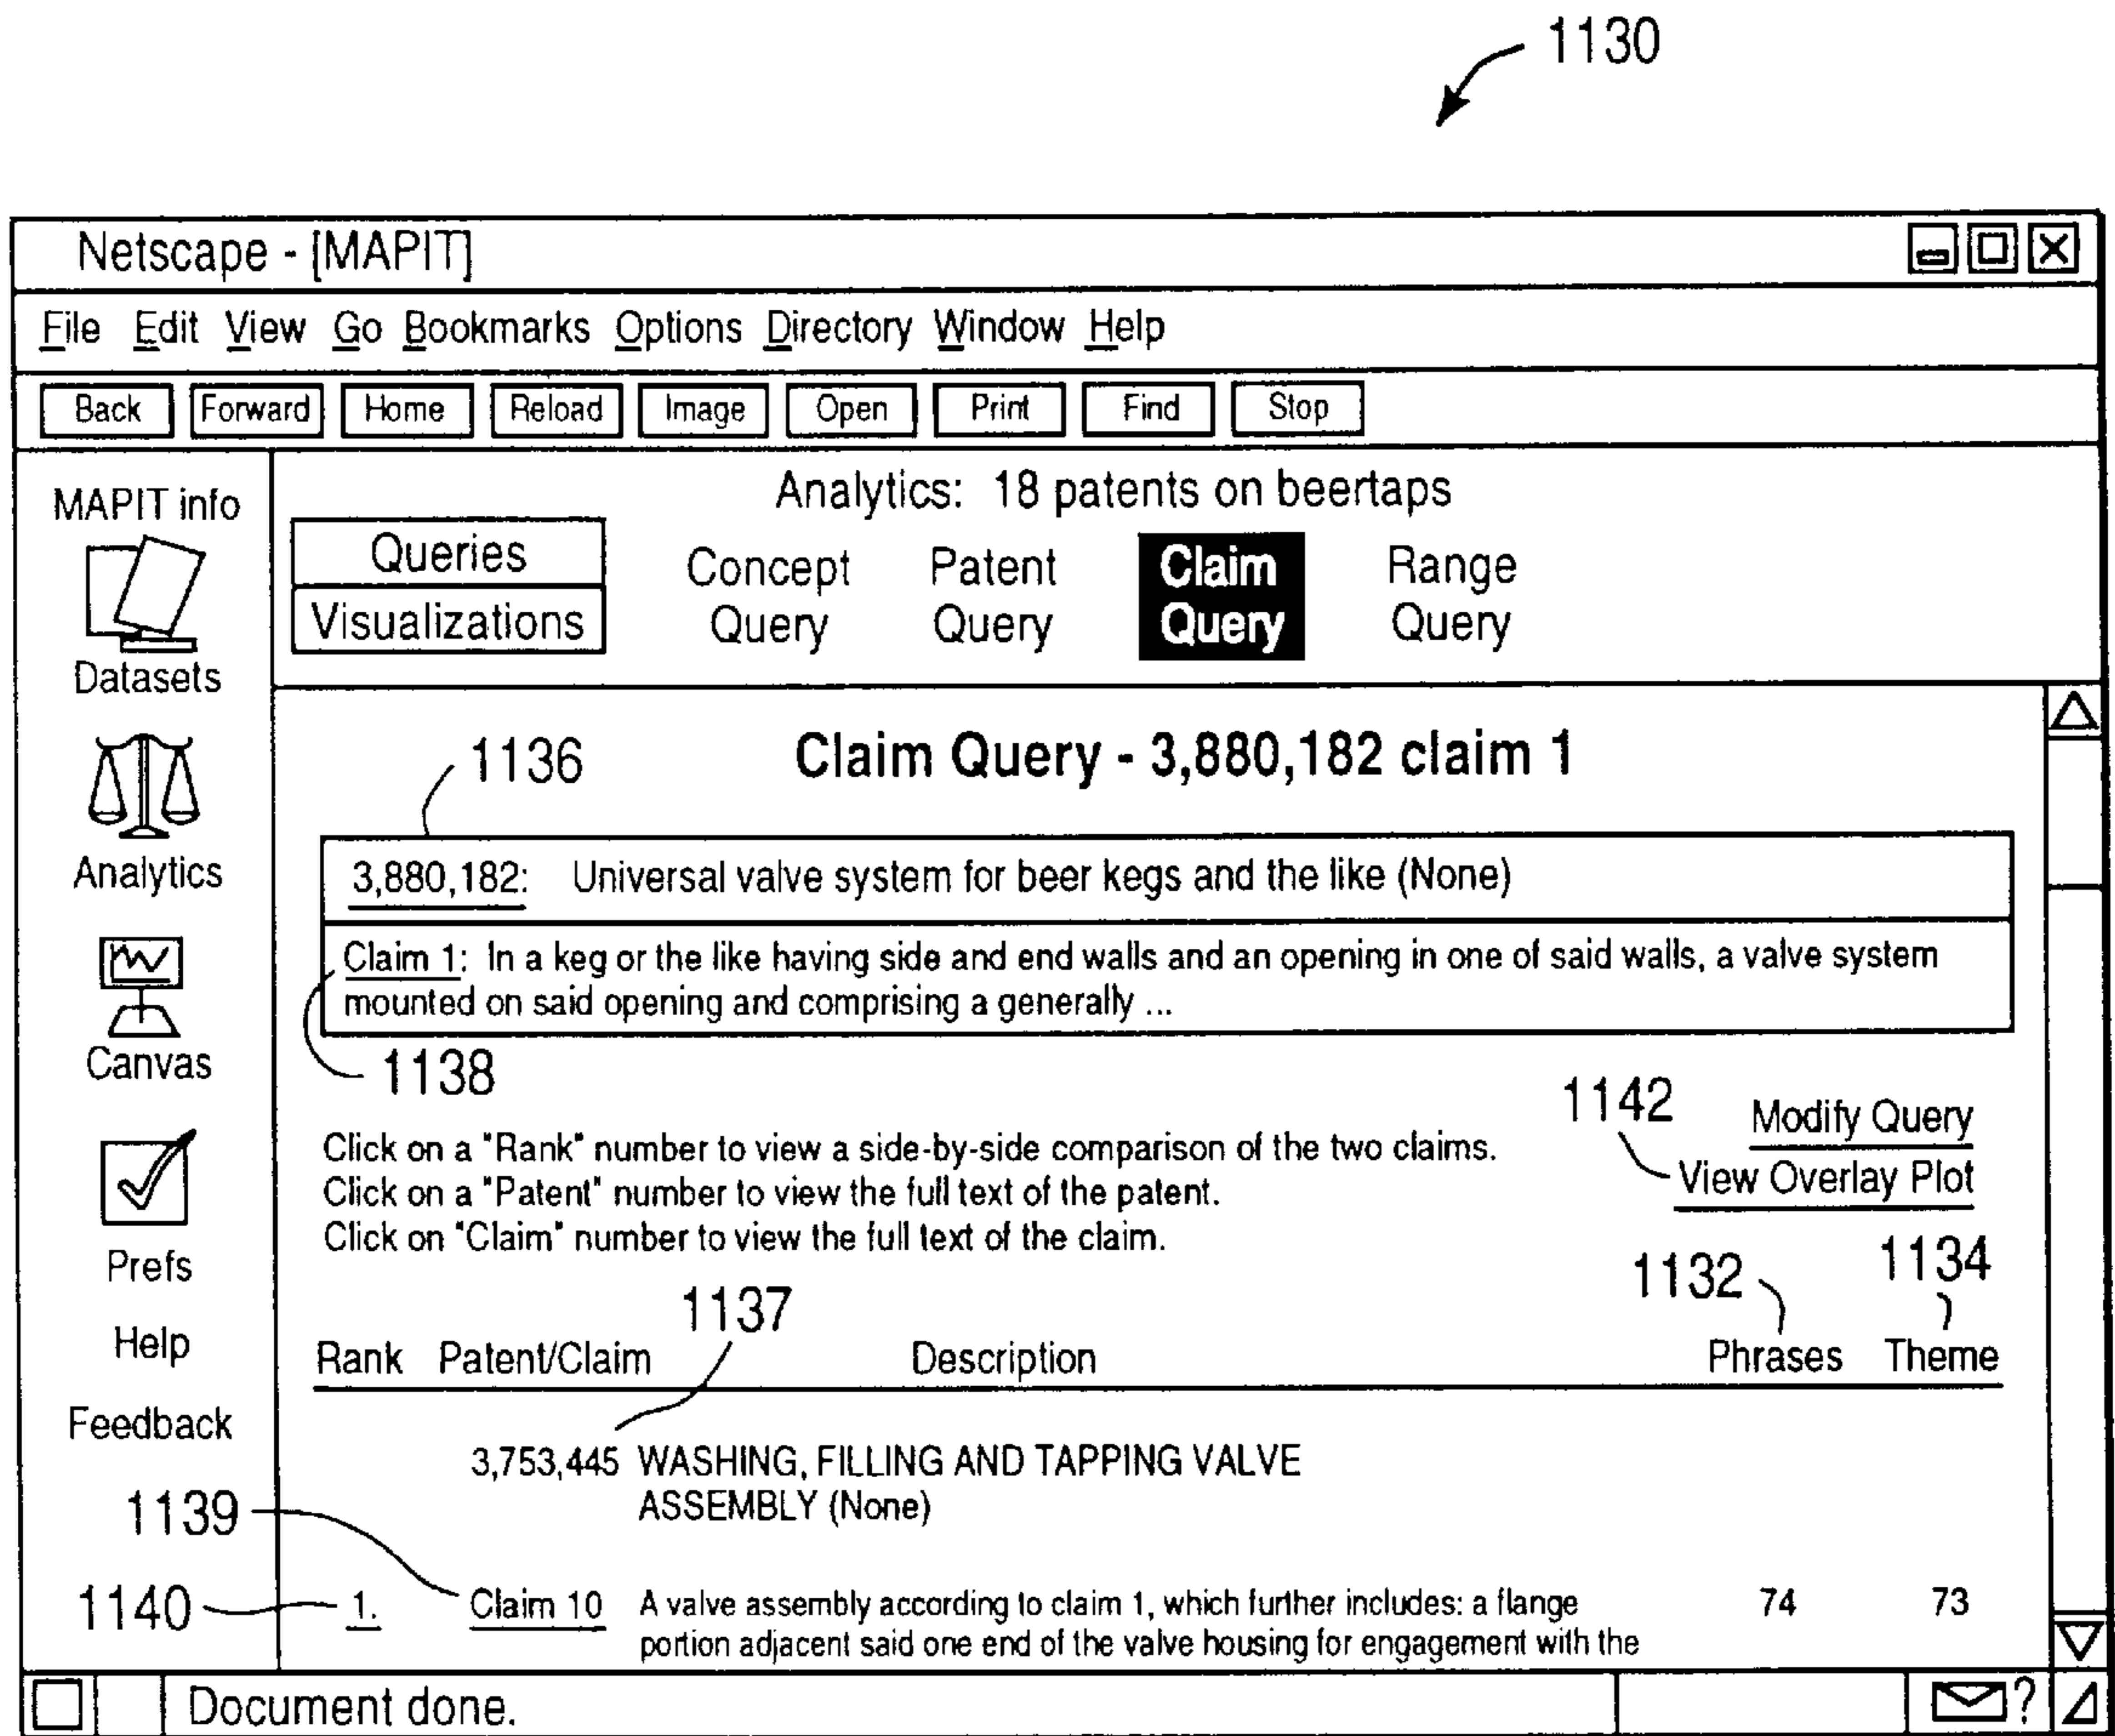 1130
Netscape - [MAPIT]
File Edit View Go Bookmarks Options Directory Window Help
Back Forward Home Reload Image Open Print Find Stop
MAPIT info
Datasets
Analytics
Canvas
Prefs
Help
Feedback
Analytics: 18 patents on beertaps
Queries
Visualizations
Concept Query
Patent Query
Claim Query
Range Query
1136
Claim Query - 3,880,182 claim 1
3,880,182: Universal valve system for beer kegs and the like (None)
Claim 1: In a keg or the like having side and end walls and an opening in one of said walls, a valve system
mounted on said opening and comprising a generally ...
1138
1142
Modify Query
View Overlay Plot
Click on a "Rank" number to view a side-by-side comparison of the two claims.
Click on a "Patent" number to view the full text of the patent.
Click on "Claim" number to view the full text of the claim.
1132
1134
1137
Rank Patent/Claim Description Phrases Theme
3,753,445 WASHING, FILLING AND TAPPING VALVE
ASSEMBLY (None)
1139
1140
1. Claim 10 A valve assembly according to claim 1, which further includes: a flange 74 73
portion adjacent said one end of the valve housing for engagement with the
Document done.
?